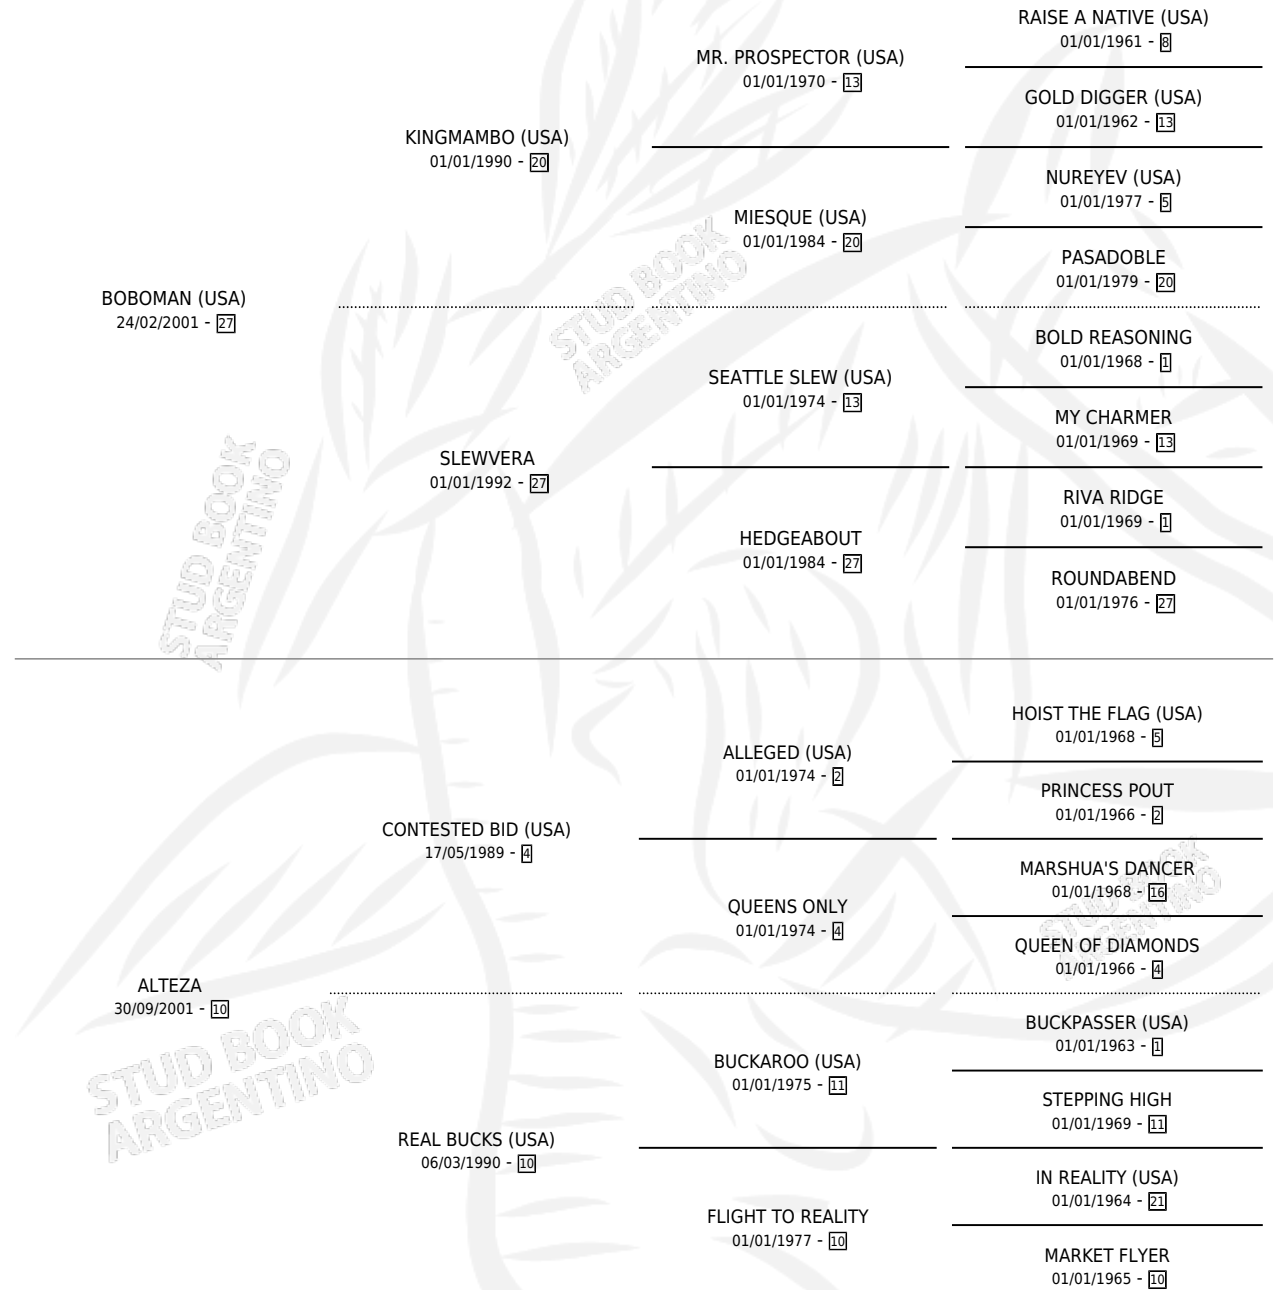 RAISE A NATIVE (USA)
01/01/1961 - 8
MR. PROSPECTOR (USA)
01/01/1970 - 13
GOLD DIGGER (USA)
01/01/1962 - 13
KINGMAMBO (USA)
01/01/1990 - 20
NUREYEV (USA)
01/01/1977 - 5
MIESQUE (USA)
01/01/1984 - 20
PASADOBLE
01/01/1979 - 20
BOBOMAN (USA)
24/02/2001 - 27
BOLD REASONING
01/01/1968 - 1
SEATTLE SLEW (USA)
01/01/1974 - 13
MY CHARMER
01/01/1969 - 13
SLEWVERA
01/01/1992 - 27
RIVA RIDGE
01/01/1969 - 1
HEDGEABOUT
01/01/1984 - 27
ROUNDABEND
01/01/1976 - 27
HOIST THE FLAG (USA)
01/01/1968 - 5
ALLEGED (USA)
01/01/1974 - 2
PRINCESS POUT
01/01/1966 - 2
CONTESTED BID (USA)
17/05/1989 - 4
MARSHUA'S DANCER
01/01/1968 - 16
QUEENS ONLY
01/01/1974 - 4
QUEEN OF DIAMONDS
01/01/1966 - 4
ALTEZA
30/09/2001 - 10
BUCKPASSER (USA)
01/01/1963 - 1
BUCKAROO (USA)
01/01/1975 - 11
STEPPING HIGH
01/01/1969 - 11
REAL BUCKS (USA)
06/03/1990 - 10
IN REALITY (USA)
01/01/1964 - 21
FLIGHT TO REALITY
01/01/1977 - 10
MARKET FLYER
01/01/1965 - 10
STUD BOOK
ARGENTINO
STUD BOOK
ARGENTINO
STUD BOOK
ARGENTINO
STUD BOOK
ARGENTINO